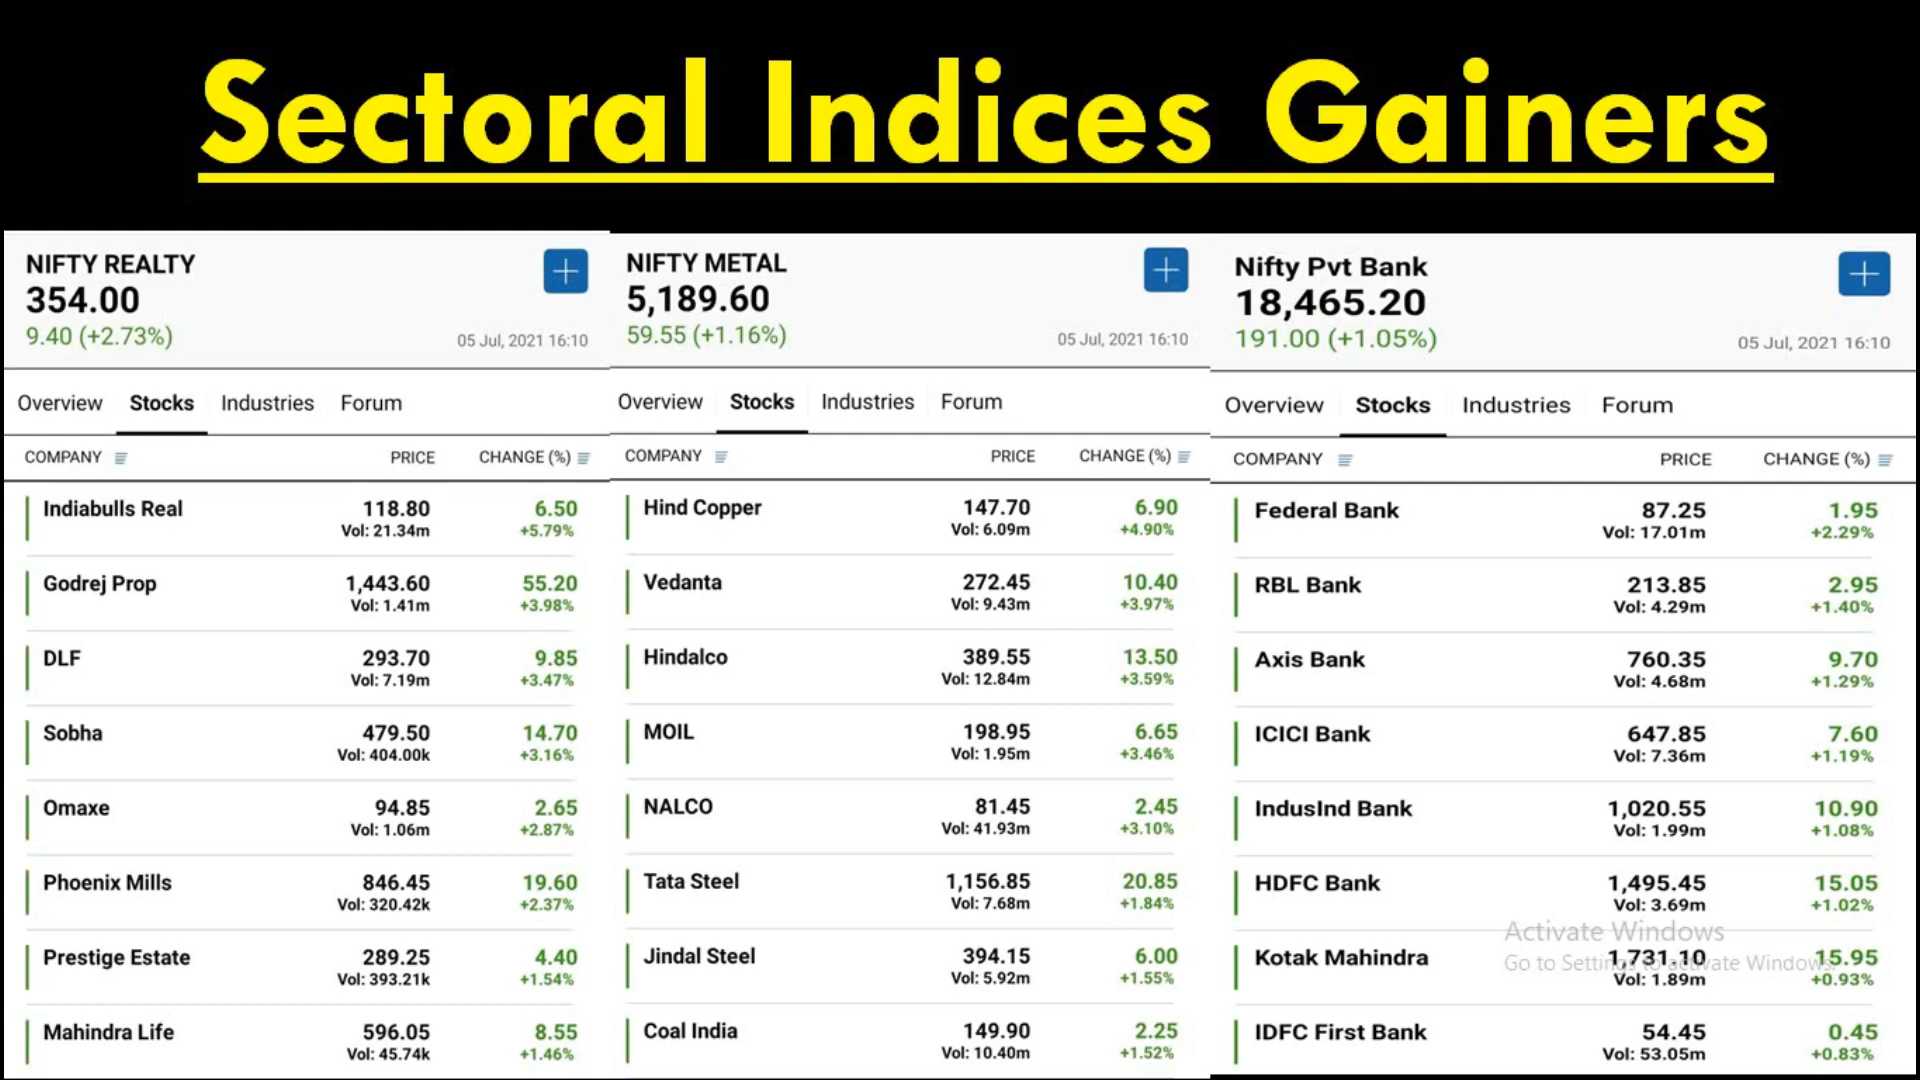 Sectoral Indices Gainers
NIFTY REALTY
354.00
9.40 (+2.73%)
05 Jul, 2021 16:10
Overview Stocks Industries Forum
COMPANY PRICE CHANGE (%)
Indiabulls Real 118.80 6.50
Vol: 21.34m +5.79%
Godrej Prop 1,443.60 55.20
Vol: 1.41m +3.98%
DLF 293.70 9.85
Vol: 7.19m +3.47%
Sobha 479.50 14.70
Vol: 404.00k +3.16%
Omaxe 94.85 2.65
Vol: 1.06m +2.87%
Phoenix Mills 846.45 19.60
Vol: 320.42k +2.37%
Prestige Estate 289.25 4.40
Vol: 393.21k +1.54%
Mahindra Life 596.05 8.55
Vol: 45.74k +1.46%
NIFTY METAL
5,189.60
59.55 (+1.16%)
05 Jul, 2021 16:10
Overview Stocks Industries Forum
COMPANY PRICE CHANGE (%)
Hind Copper 147.70 6.90
Vol: 6.09m +4.90%
Vedanta 272.45 10.40
Vol: 9.43m +3.97%
Hindalco 389.55 13.50
Vol: 12.84m +3.59%
MOIL 198.95 6.65
Vol: 1.95m +3.46%
NALCO 81.45 2.45
Vol: 41.93m +3.10%
Tata Steel 1,156.85 20.85
Vol: 7.68m +1.84%
Jindal Steel 394.15 6.00
Vol: 5.92m +1.55%
Coal India 149.90 2.25
Vol: 10.40m +1.52%
Nifty Pvt Bank
18,465.20
191.00 (+1.05%)
05 Jul, 2021 16:10
Overview Stocks Industries Forum
COMPANY PRICE CHANGE (%)
Federal Bank 87.25 1.95
Vol: 17.01m +2.29%
RBL Bank 213.85 2.95
Vol: 4.29m +1.40%
Axis Bank 760.35 9.70
Vol: 4.68m +1.29%
ICICI Bank 647.85 7.60
Vol: 7.36m +1.19%
IndusInd Bank 1,020.55 10.90
Vol: 1.99m +1.08%
HDFC Bank 1,495.45 15.05
Vol: 3.69m +1.02%
Kotak Mahindra 1,731.10 15.95
Vol: 1.89m +0.93%
IDFC First Bank 54.45 0.45
Vol: 53.05m +0.83%
Activate Windows
Go to Settings to activate Windows.